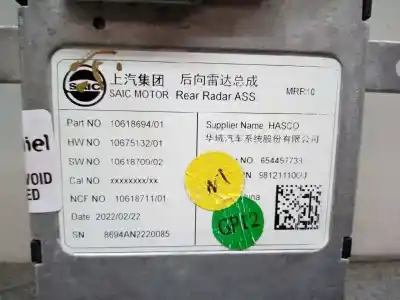 上汽集团 后向雷达总成
SAIC MOTOR Rear Radar ASS MRR10
SAIC
Part NO 10618694/01
HW NO 10675132/01
SW NO 10618709/02
Cal NO xxxxxxxx/xx
NCF NO 10618711/01
Date 2022/02/22
SN 8694AN2220085
Supplier Name HASCO
华域汽车系统股份有限公司
654457733
NO 981211100
GP12
VOID